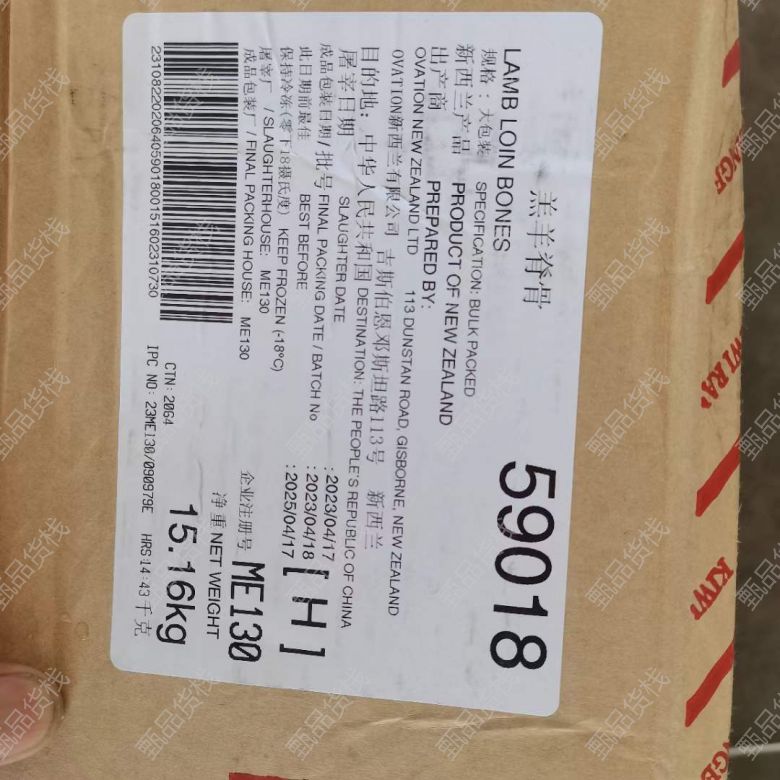 羔羊脊骨
LAMB LOIN BONES
59018
规格：大包装 SPECIFICATION: BULK PACKED
新西兰产品 PRODUCT OF NEW ZEALAND
出产商 PREPARED BY:
OVATION NEW ZEALAND LTD 113 DUNSTAN ROAD, GISBORNE, NEW ZEALAND
OVATION新西兰有限公司 吉斯伯恩邓斯坦路113号 新西兰
目的地：中华人民共和国 DESTINATION: THE PEOPLE'S REPUBLIC OF CHINA
屠宰日期 SLAUGHTER DATE :2023/04/17
成品包装日期/批号 FINAL PACKING DATE / BATCH No :2023/04/18
此日期前最佳 BEST BEFORE :2025/04/17
[H]
保持冷冻(零下18摄氏度) KEEP FROZEN (-18°C)
屠宰厂 / SLAUGHTERHOUSE: ME130
成品包装厂 / FINAL PACKING HOUSE: ME130
企业注册号 ME130
净重 NET WEIGHT
15.16kg
千克
23108220206405901800151602310730
CTN: 2064
IPC NO: 23ME130/090979E HRS14:43
KIWI
甄品货栈